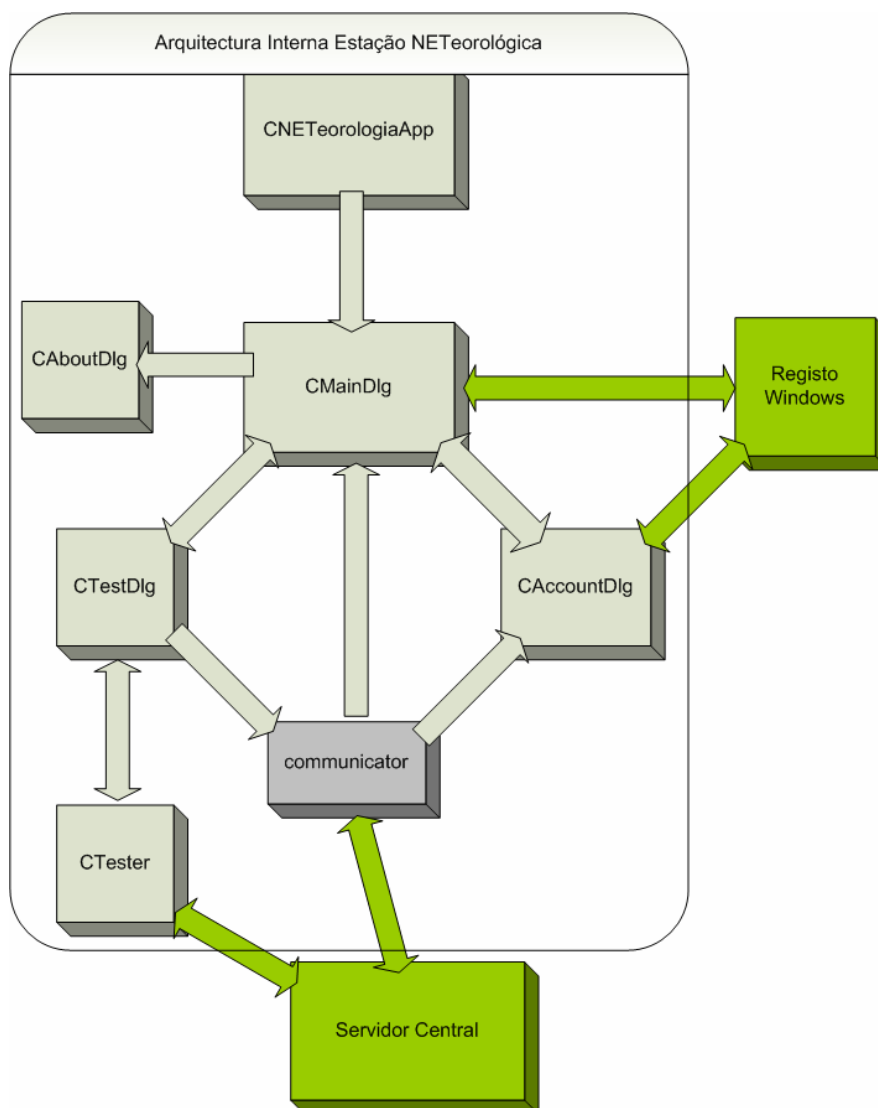 Arquitectura Interna Estação NETeorológica
CNETeorologiaApp
CAboutDlg
CMainDlg
Registo
Windows
CTestDlg
CAccountDlg
communicator
CTester
Servidor Central